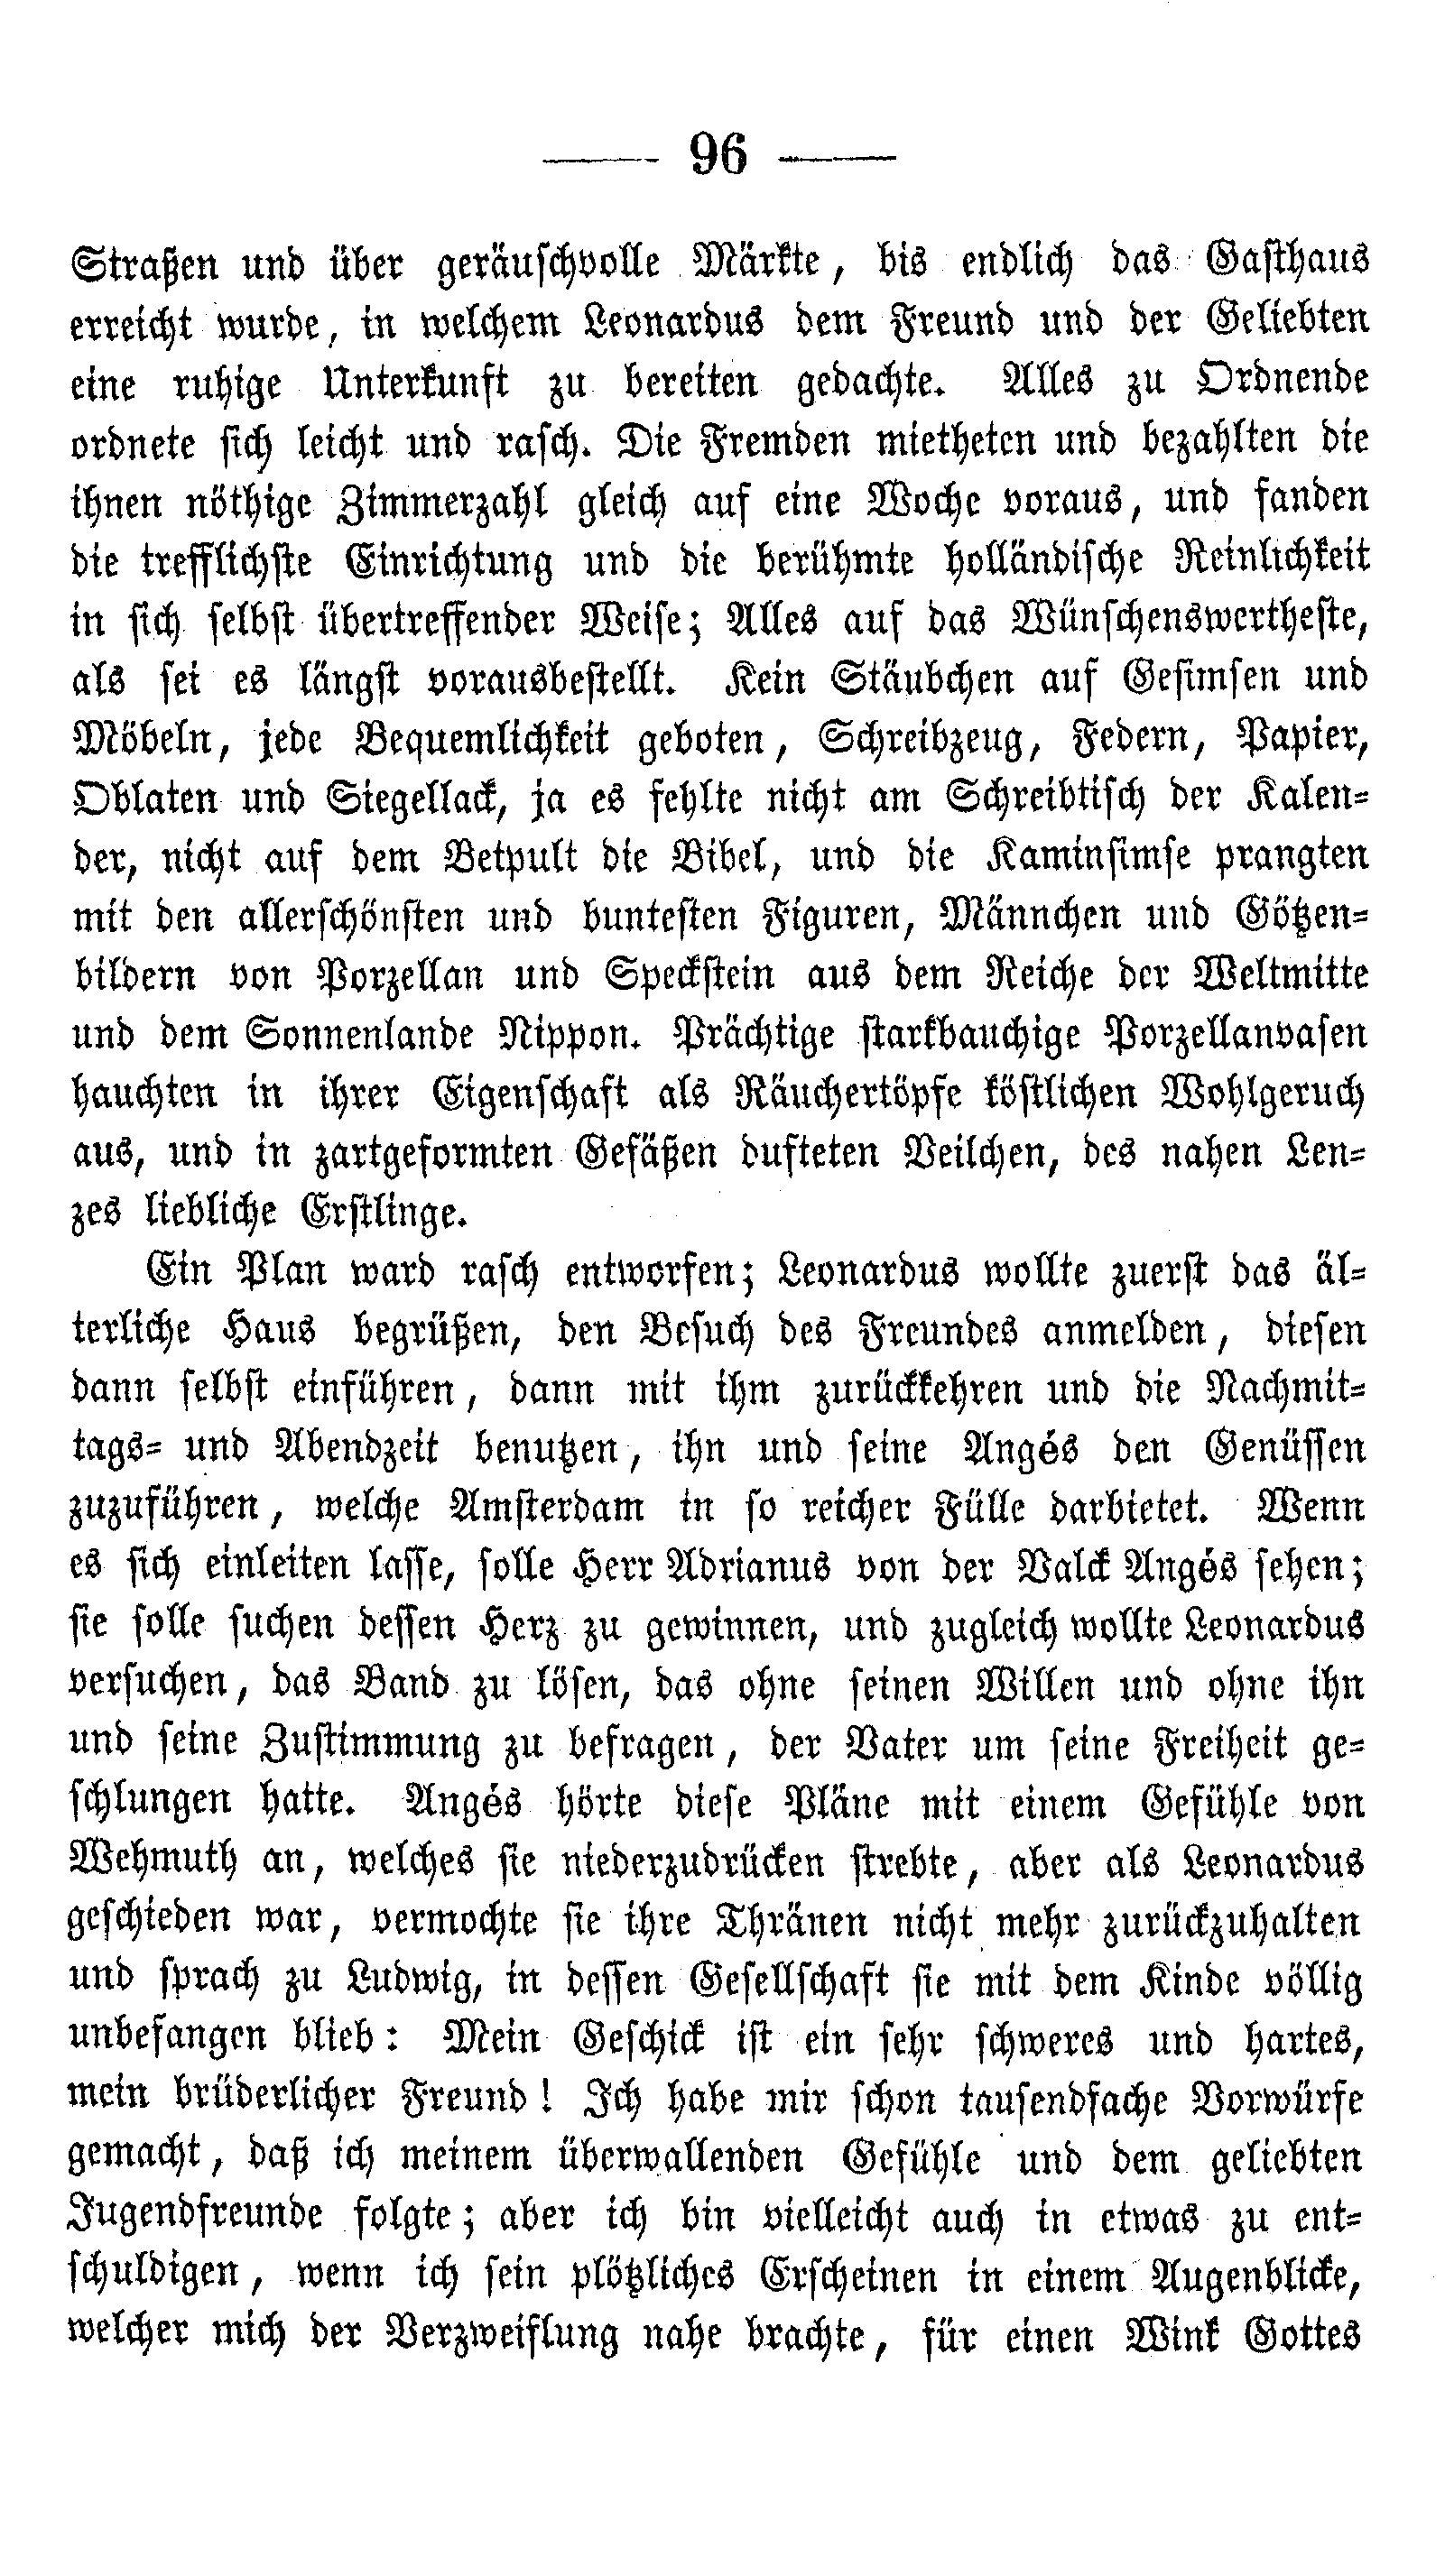 —— 96 ——
Straßen und über geräuschvolle Märkte, bis endlich das Gasthaus
erreicht wurde, in welchem Leonardus dem Freund und der Geliebten
eine ruhige Unterkunft zu bereiten gedachte. Alles zu Ordnende
ordnete sich leicht und rasch. Die Fremden mietheten und bezahlten die
ihnen nöthige Zimmerzahl gleich auf eine Woche voraus, und fanden
die trefflichste Einrichtung und die berühmte holländische Reinlichkeit
in sich selbst übertreffender Weise; Alles auf das Wünschenswertheste,
als sei es längst vorausbestellt. Kein Stäubchen auf Gesimsen und
Möbeln, jede Bequemlichkeit geboten, Schreibzeug, Federn, Papier,
Oblaten und Siegellack, ja es fehlte nicht am Schreibtisch der Kalen-
der, nicht auf dem Betpult die Bibel, und die Kaminsimse prangten
mit den allerschönsten und buntesten Figuren, Männchen und Götzen-
bildern von Porzellan und Speckstein aus dem Reiche der Weltmitte
und dem Sonnenlande Nippon. Prächtige starkbauchige Porzellanvasen
hauchten in ihrer Eigenschaft als Räuchertöpfe köstlichen Wohlgeruch
aus, und in zartgeformten Gefäßen dufteten Veilchen, des nahen Len-
zes liebliche Erstlinge.
Ein Plan ward rasch entworfen; Leonardus wollte zuerst das äl-
terliche Haus begrüßen, den Besuch des Freundes anmelden, diesen
dann selbst einführen, dann mit ihm zurückkehren und die Nachmit-
tags- und Abendzeit benutzen, ihn und seine Angés den Genüssen
zuzuführen, welche Amsterdam in so reicher Fülle darbietet. Wenn
es sich einleiten lasse, solle Herr Adrianus von der Valck Angés sehen;
sie solle suchen dessen Herz zu gewinnen, und zugleich wollte Leonardus
versuchen, das Band zu lösen, das ohne seinen Willen und ohne ihn
und seine Zustimmung zu befragen, der Vater um seine Freiheit ge-
schlungen hatte. Angés hörte diese Pläne mit einem Gefühle von
Wehmuth an, welches sie niederzudrücken strebte, aber als Leonardus
geschieden war, vermochte sie ihre Thränen nicht mehr zurückzuhalten
und sprach zu Ludwig, in dessen Gesellschaft sie mit dem Kinde völlig
unbefangen blieb: Mein Geschick ist ein sehr schweres und hartes,
mein brüderlicher Freund! Ich habe mir schon tausendfache Vorwürfe
gemacht, daß ich meinem überwallenden Gefühle und dem geliebten
Jugendfreunde folgte; aber ich bin vielleicht auch in etwas zu ent-
schuldigen, wenn ich sein plötzliches Erscheinen in einem Augenblicke,
welcher mich der Verzweiflung nahe brachte, für einen Wink Gottes